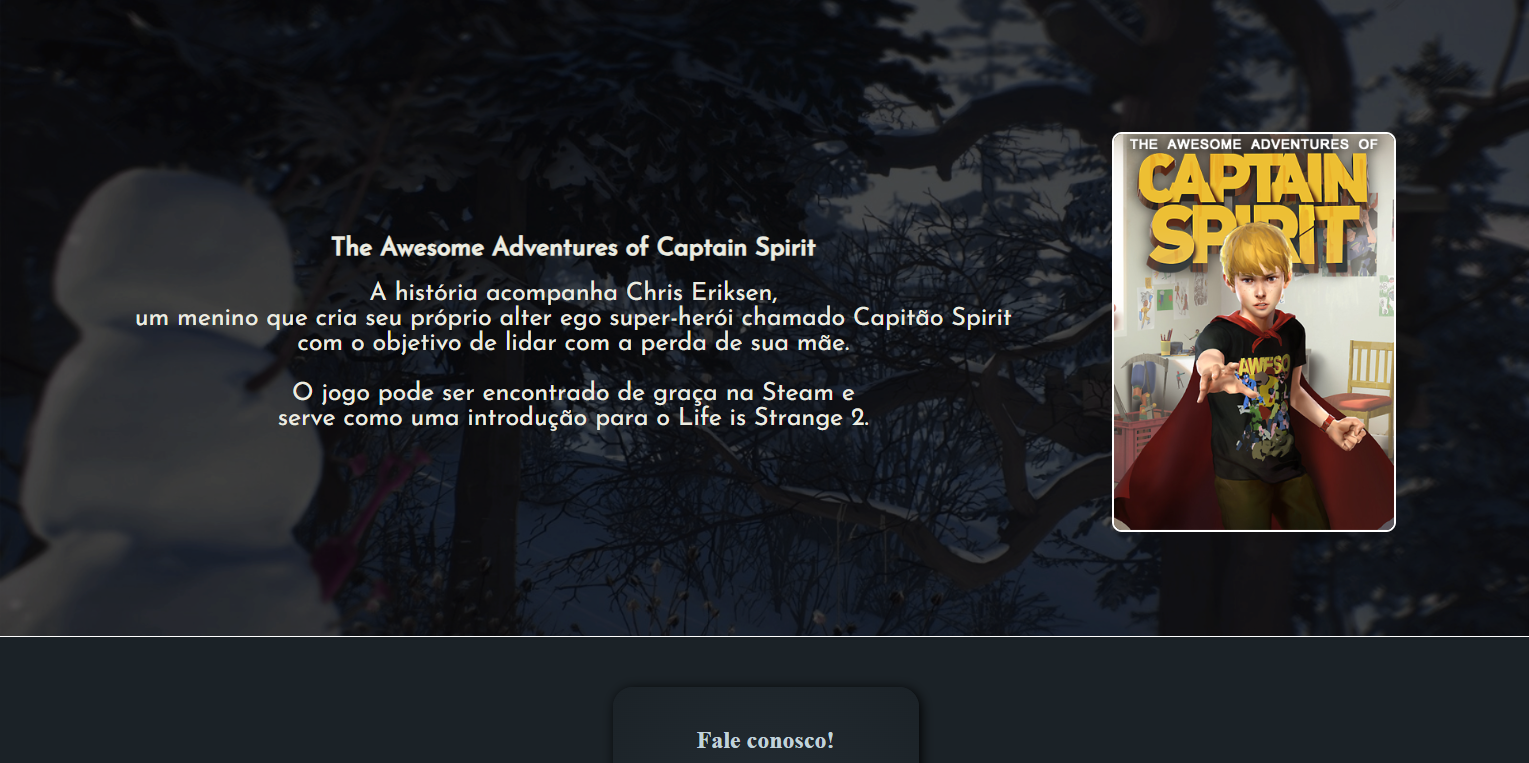 The Awesome Adventures of Captain Spirit
A história acompanha Chris Eriksen,
um menino que cria seu próprio alter ego super-herói chamado Capitão Spirit
com o objetivo de lidar com a perda de sua mãe.
O jogo pode ser encontrado de graça na Steam e
serve como uma introdução para o Life is Strange 2.
THE AWESOME ADVENTURES OF
CAPTAIN
SPIRIT
AWESO
Fale conosco!